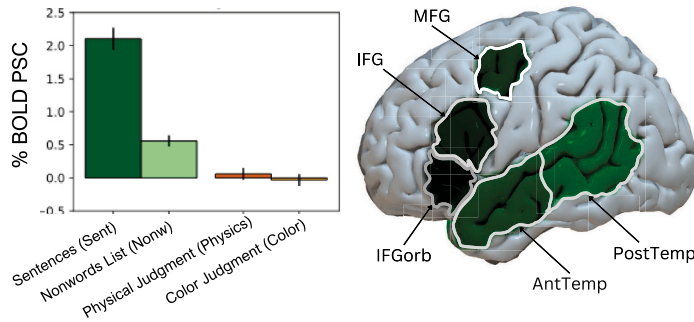 % BOLD PSC
2.5
2.0
1.5
1.0
0.5
0.0
−0.5
Sentences (Sent)
Nonwords List (Nonw)
Physical Judgment (Physics)
Color Judgment (Color)
MFG
IFG
IFGorb
AntTemp
PostTemp